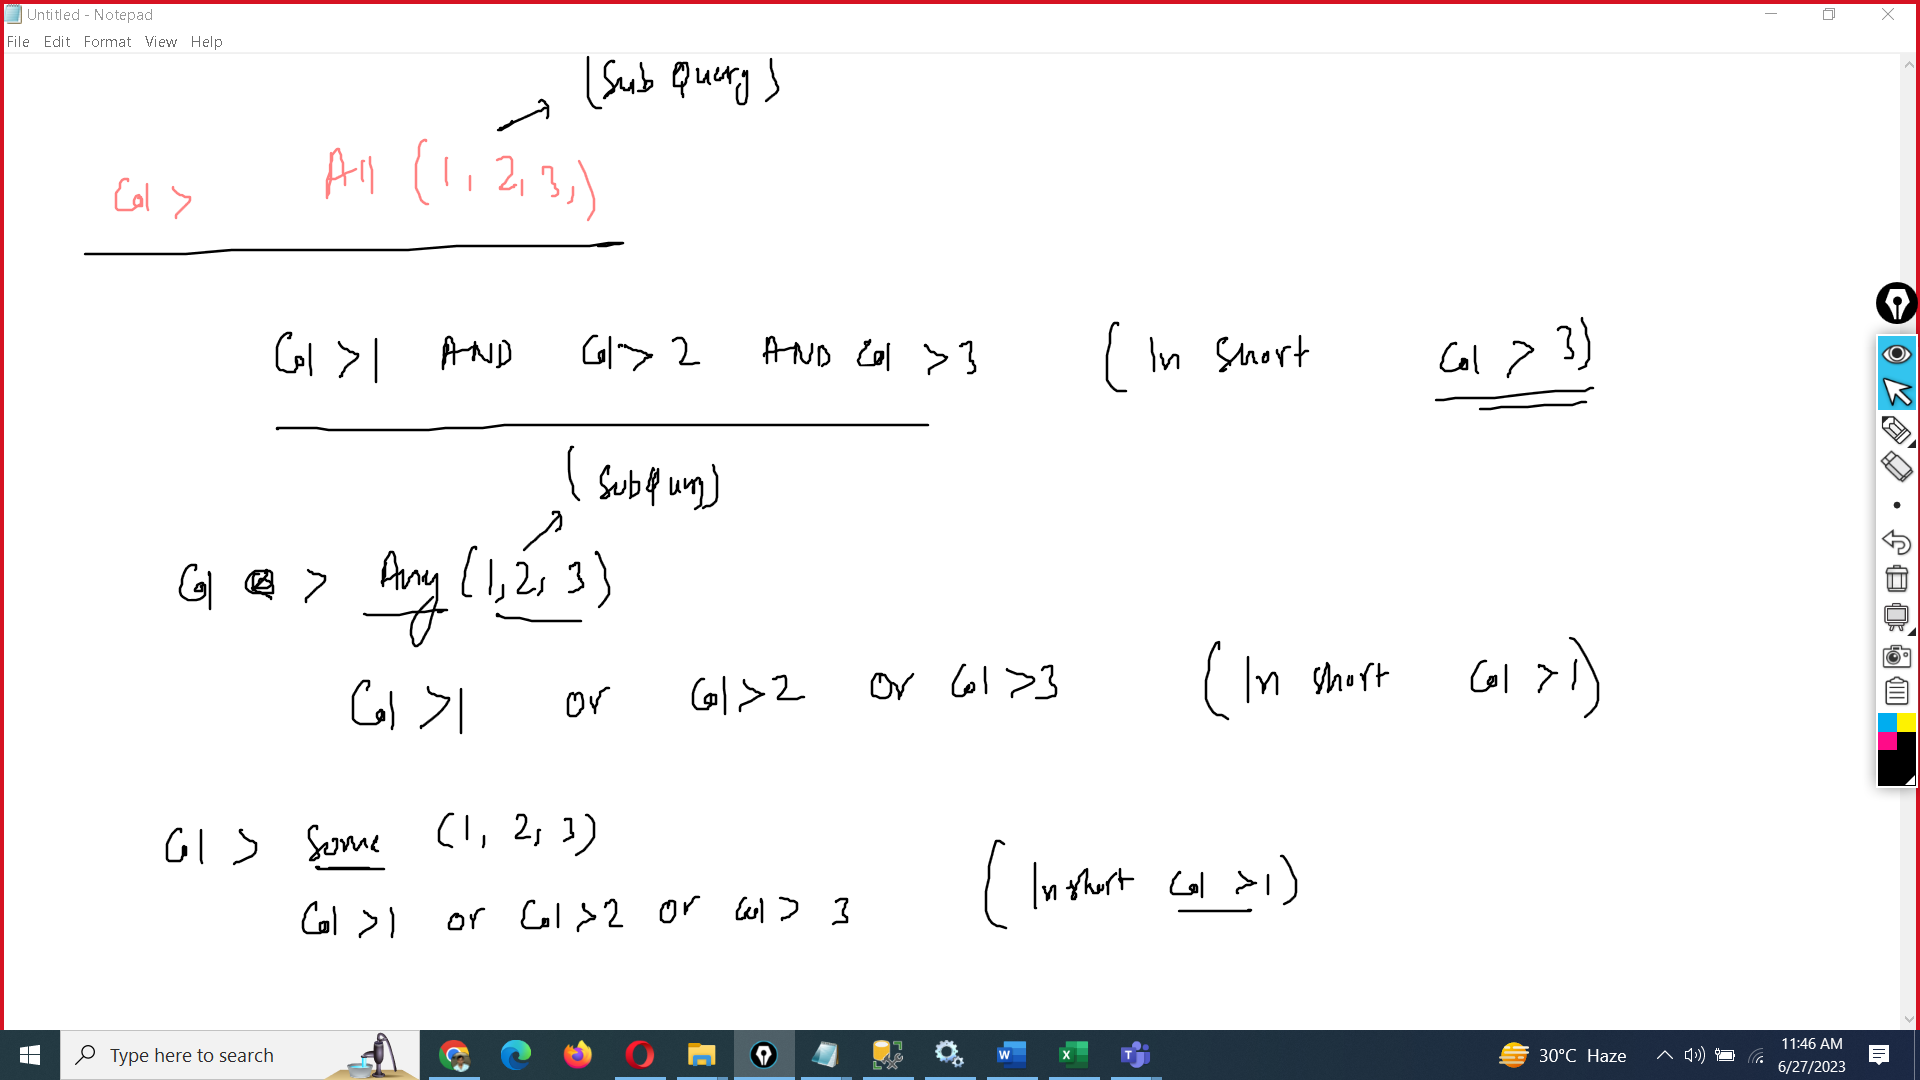 Untitled - Notepad
File Edit Format View Help
(Sub Query)
Col > All (1, 2, 3,)
Col >1 AND Col > 2 AND Col > 3 (In Short Col > 3)
(SubQuery)
Col > Any (1, 2, 3)
Col >1 or Col >2 or Col >3 (In short Col >1)
Col > Some (1, 2, 3)
Col >1 or Col >2 or Col > 3 (In short Col >1)
Type here to search
30°C Haze
11:46 AM
6/27/2023